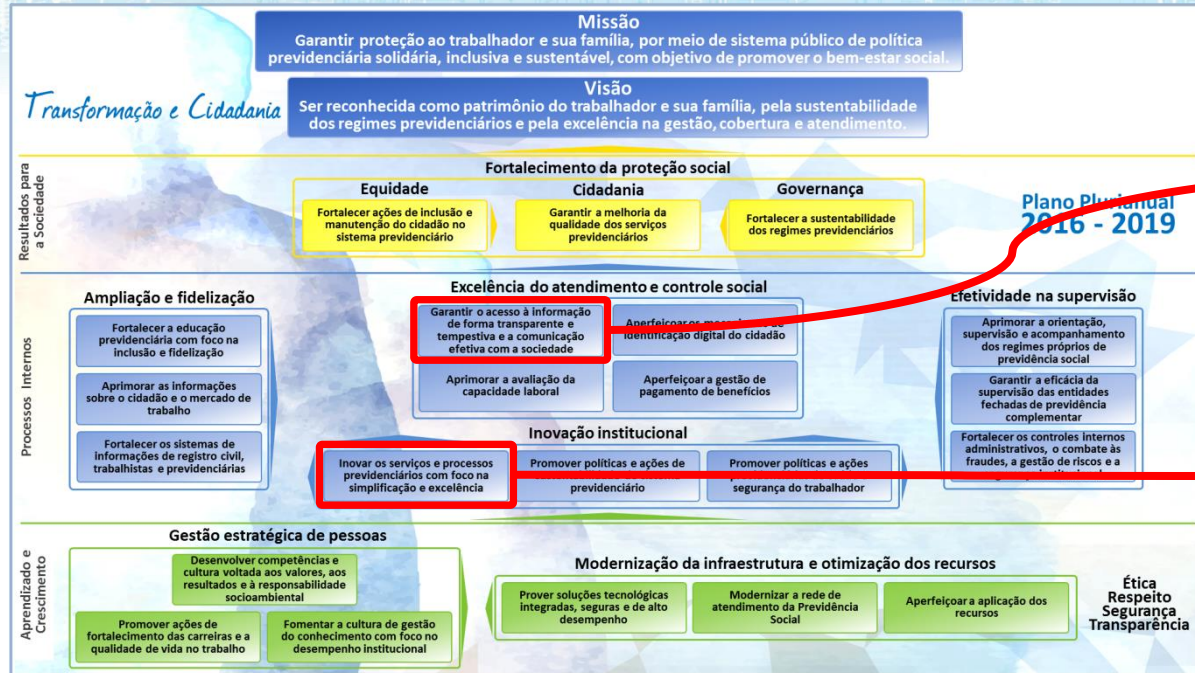 Missão
Garantir proteção ao trabalhador e sua família, por meio de sistema público de política
previdenciária solidária, inclusiva e sustentável, com objetivo de promover o bem-estar social.
Transformação e Cidadania
Visão
Ser reconhecida como patrimônio do trabalhador e sua família, pela sustentabilidade
dos regimes previdenciários e pela excelência na gestão, cobertura e atendimento.
Resultados para
a Sociedade
Fortalecimento da proteção social
Equidade
Fortalecer ações de inclusão e
manutenção do cidadão no
sistema previdenciário
Cidadania
Garantir a melhoria da
qualidade dos serviços
previdenciários
Governança
Fortalecer a sustentabilidade
dos regimes previdenciários
Plano Plurianual
2016 - 2019
Processos Internos
Ampliação e fidelização
Fortalecer a educação
previdenciária com foco na
inclusão e fidelização
Aprimorar as informações
sobre o cidadão e o mercado de
trabalho
Fortalecer os sistemas de
informações de registro civil,
trabalhistas e previdenciárias
Excelência do atendimento e controle social
Garantir o acesso à informação
de forma transparente e
tempestiva e a comunicação
efetiva com a sociedade
Aperfeiçoar os de
identificação digital do cidadão
Aprimorar a avaliação da
capacidade laboral
Aperfeiçoar a gestão de
pagamento de benefícios
Inovação institucional
Inovar os serviços e processos
previdenciários com foco na
simplificação e excelência
Promover políticas e ações de
previdenciário
Promover políticas e ações
segurança do trabalhador
Efetividade na supervisão
Aprimorar a orientação,
supervisão e acompanhamento
dos regimes próprios de
previdência social
Garantir a eficácia da
supervisão das entidades
fechadas de previdência
complementar
Fortalecer os controles internos
administrativos, o combate às
fraudes, a gestão de riscos e a
Aprendizado e
Crescimento
Gestão estratégica de pessoas
Desenvolver competências e
cultura voltada aos valores, aos
resultados e à responsabilidade
socioambiental
Promover ações de
fortalecimento das carreiras e a
qualidade de vida no trabalho
Fomentar a cultura de gestão
do conhecimento com foco no
desempenho institucional
Modernização da infraestrutura e otimização dos recursos
Prover soluções tecnológicas
integradas, seguras e de alto
desempenho
Modernizar a rede de
atendimento da Previdência
Social
Aperfeiçoar a aplicação dos
recursos
Ética
Respeito
Segurança
Transparência